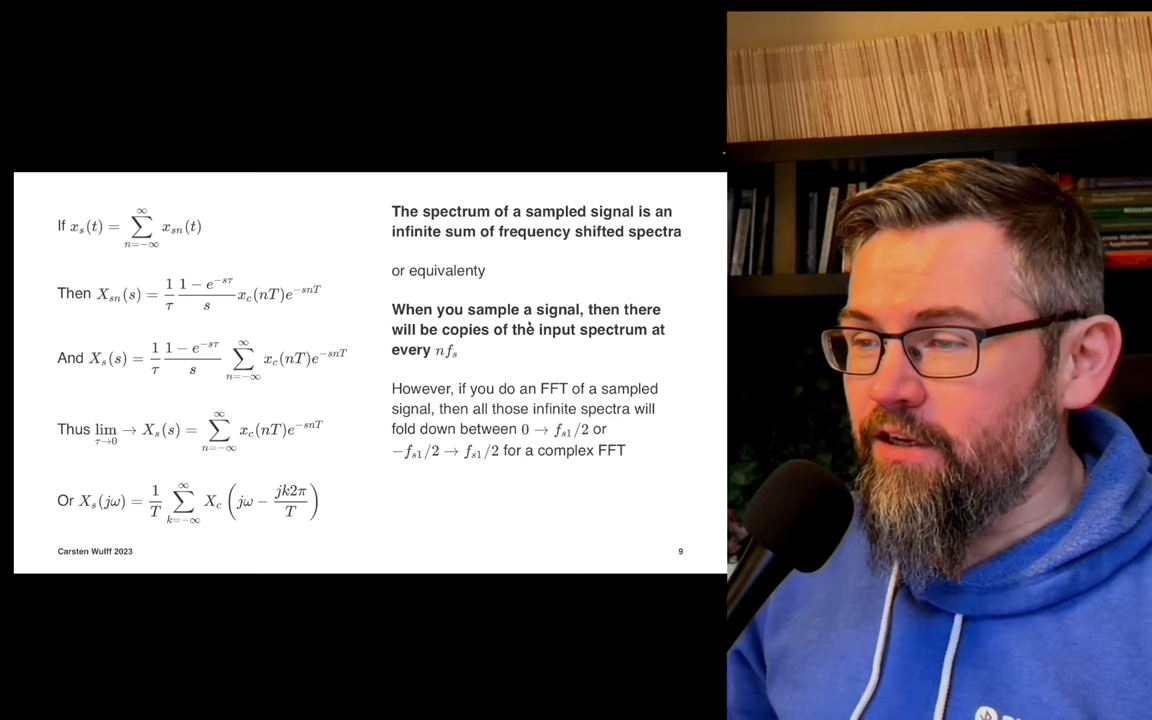 If x_s(t) = \sum_{n=-\infty}^{\infty} x_{sn}(t)
Then X_{sn}(s) = \frac{1}{\tau} \frac{1 - e^{-s\tau}}{s} x_c(nT)e^{-snT}
And X_s(s) = \frac{1}{\tau} \frac{1 - e^{-s\tau}}{s} \sum_{n=-\infty}^{\infty} x_c(nT)e^{-snT}
Thus \lim_{\tau \to 0} \to X_s(s) = \sum_{n=-\infty}^{\infty} x_c(nT)e^{-snT}
Or X_s(j\omega) = \frac{1}{T} \sum_{k=-\infty}^{\infty} X_c \left( j\omega - \frac{jk2\pi}{T} \right)
The spectrum of a sampled signal is an
infinite sum of frequency shifted spectra
or equivalenty
When you sample a signal, then there
will be copies of the input spectrum at
every nf_s
However, if you do an FFT of a sampled
signal, then all those infinite spectra will
fold down between 0 → f_{s1}/2 or
−f_{s1}/2 → f_{s1}/2 for a complex FFT
Carsten Wulff 2023
9